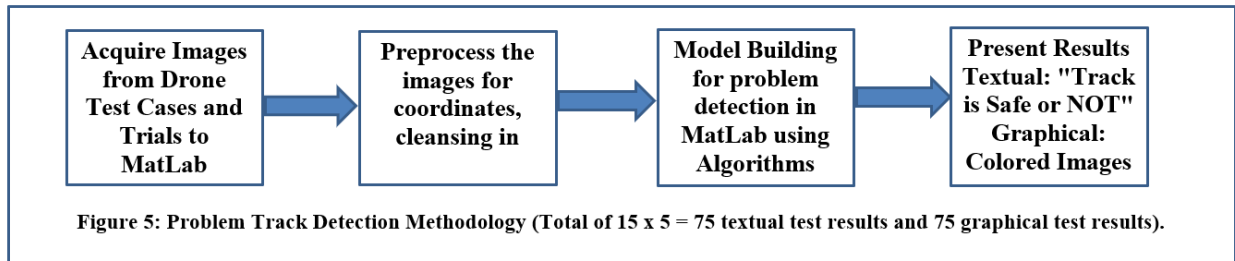 Acquire Images
from Drone
Test Cases and
Trials to
MatLab
Preprocess the
images for
coordinates,
cleansing in
Model Building
for problem
detection in
MatLab using
Algorithms
Present Results
Textual: "Track
is Safe or NOT"
Graphical:
Colored Images
Figure 5: Problem Track Detection Methodology (Total of 15 x 5 = 75 textual test results and 75 graphical test results).